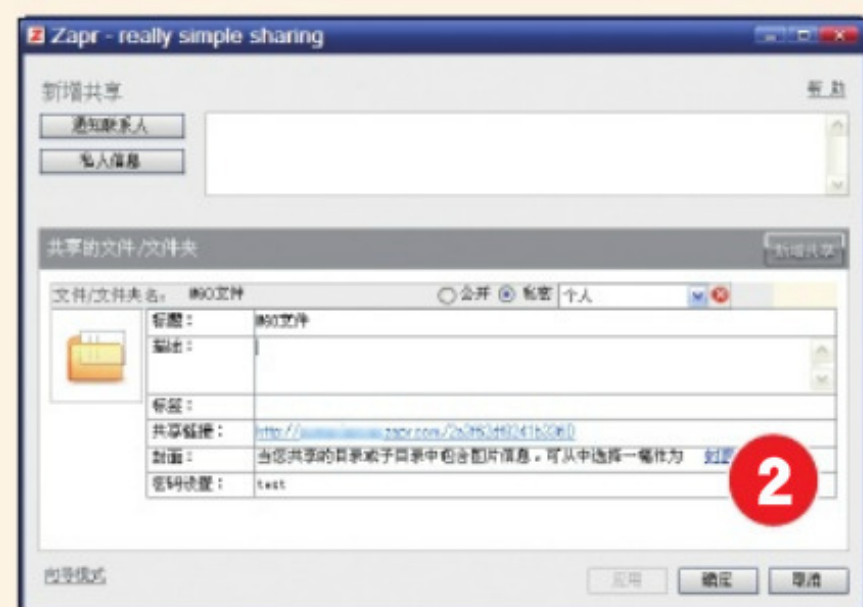 Zapr - really simple sharing
新增共享
帮助
通知联系人
私人信息
共享的文件/文件夹
新增共享
文件/文件夹名：
公开 私密 个人
标题：
描述：
标签：
共享链接： http://
封面： 当您共享的目录或子目录中包含图片信息，可从中选择一幅作为
密码设置： test
2
向导模式
应用 确定 取消